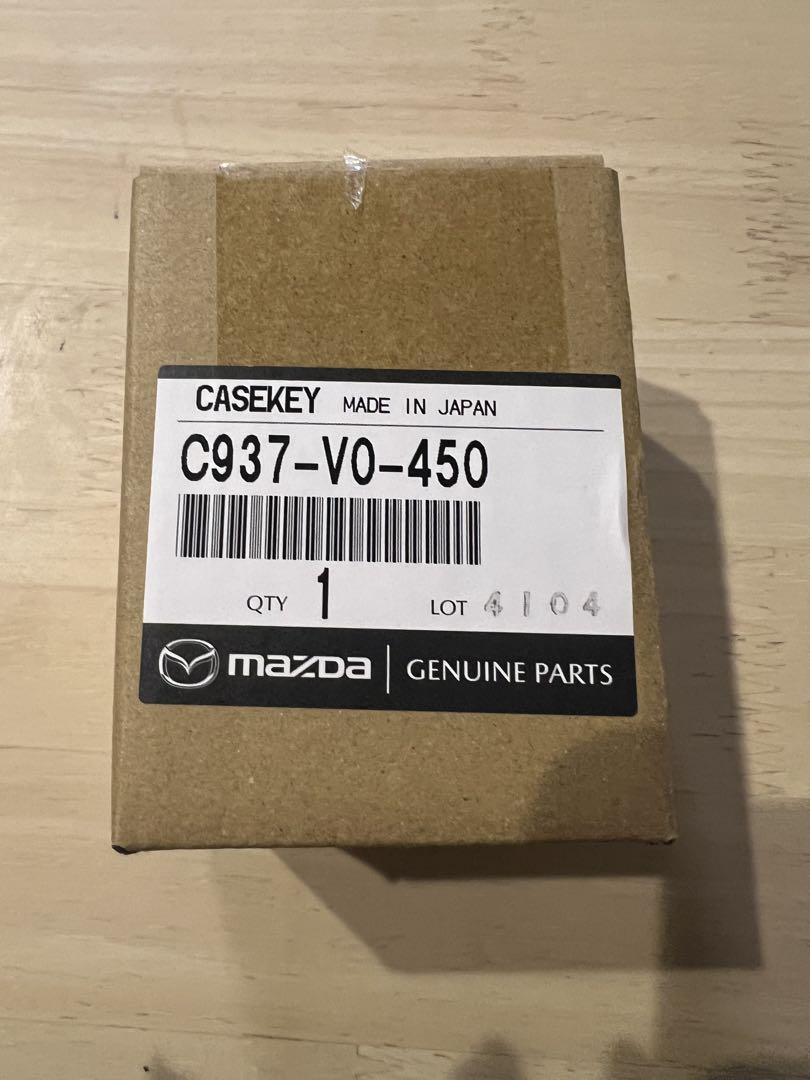 CASEKEY MADE IN JAPAN
C937-V0-450
QTY 1 LOT 4104
mazda | GENUINE PARTS